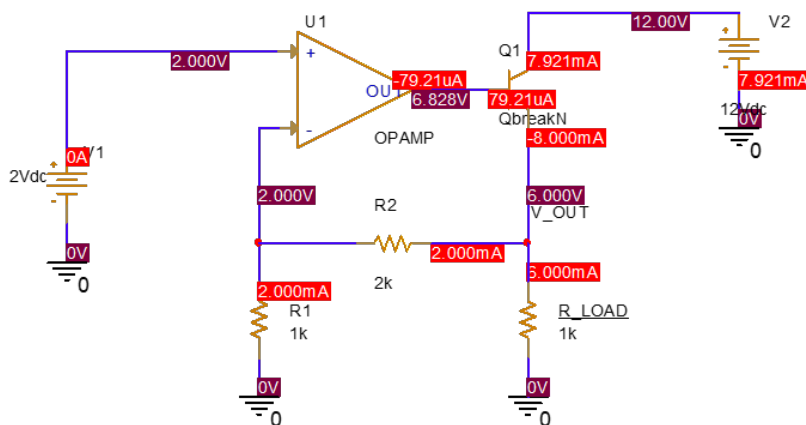 U1
12.00V
V2
2.000V
+
Q1
7.921mA
-79.21uA
OUT
6.828V
79.21uA
7.921mA
-
OPAMP
QbreakN
12Vdc
0V
-8.000mA
0
0A
V1
2Vdc
2.000V
R2
6.000V
V_OUT
0V
2.000mA
0
2k
2.000mA
6.000mA
R1
R_LOAD
1k
1k
0V
0V
0
0